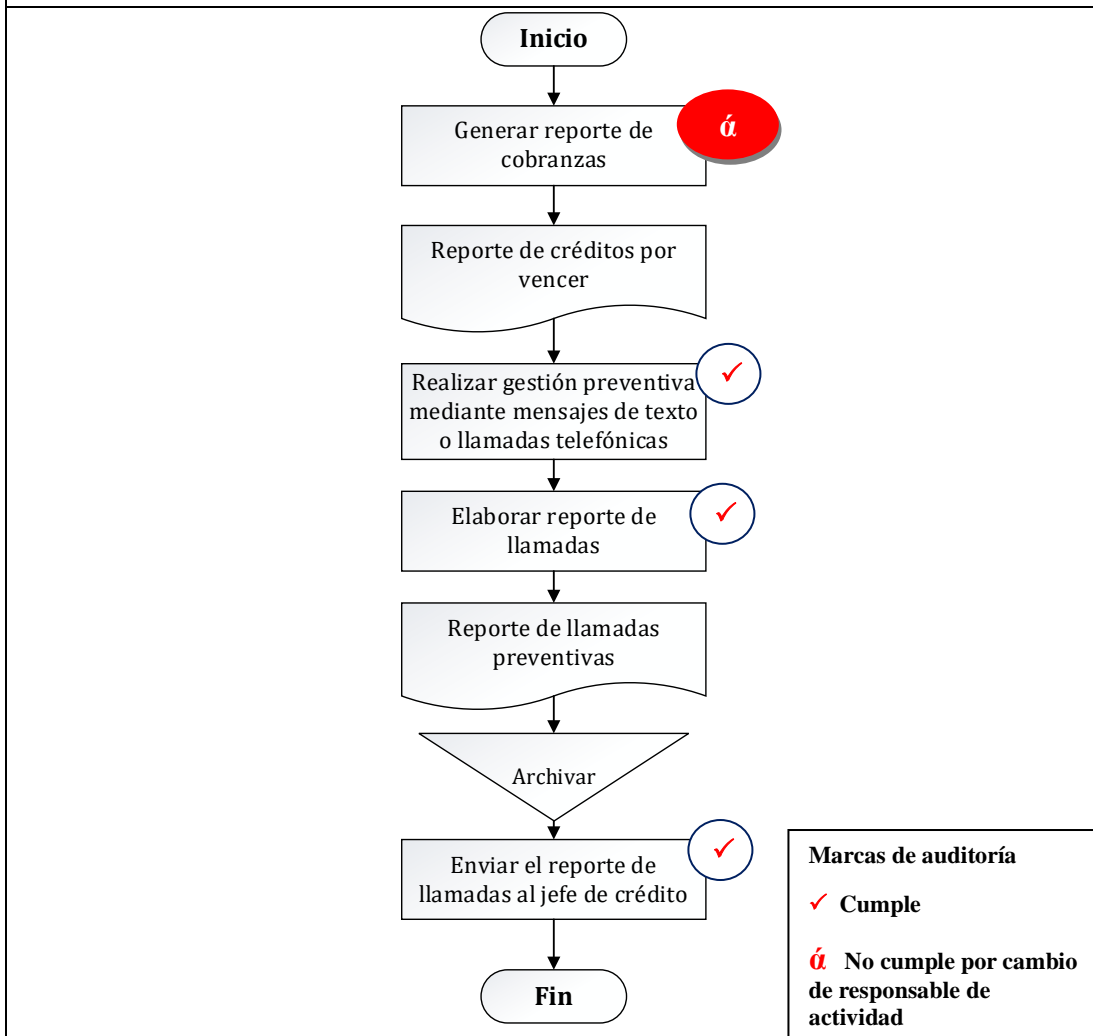 Inicio
Generar reporte de
cobranzas
ά
Reporte de créditos por
vencer
Realizar gestión preventiva
mediante mensajes de texto
o llamadas telefónicas
✓
Elaborar reporte de
llamadas
✓
Reporte de llamadas
preventivas
Archivar
Enviar el reporte de
llamadas al jefe de crédito
✓
Fin
Marcas de auditoría
✓ Cumple
ά No cumple por cambio
de responsable de
actividad